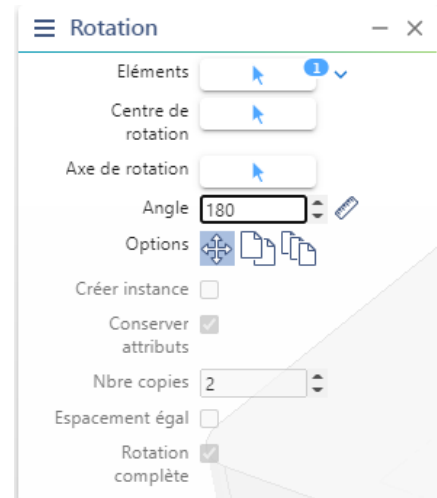 Rotation
Eléments
1
Centre de
rotation
Axe de rotation
Angle
180
Options
Créer instance
Conserver
attributs
Nbre copies
2
Espacement égal
Rotation
complète